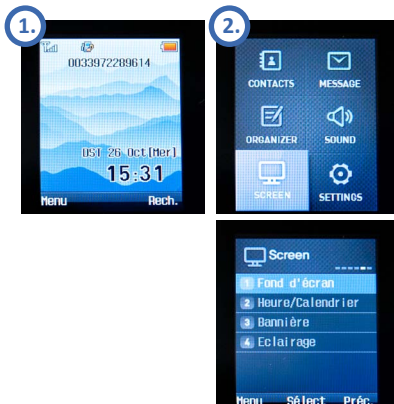 1.
0033972289614
UST 26 Oct[Mer]
15:31
Menu Rech.
2.
CONTACTS MESSAGE
ORGANIZER SOUND
SCREEN SETTINGS
Screen
1 Fond d'écran
2 Heure/Calendrier
3 Bannière
4 Eclairage
Menu Sélect Préc.